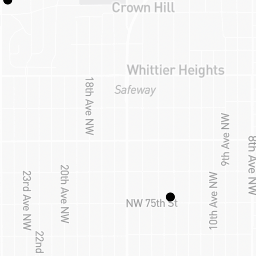 Crown Hill
Whittier Heights
Safeway
18th Ave NW
9th Ave NW
8th Ave NW
23rd Ave NW
20th Ave NW
10th Ave NW
NW 75th St
22nd